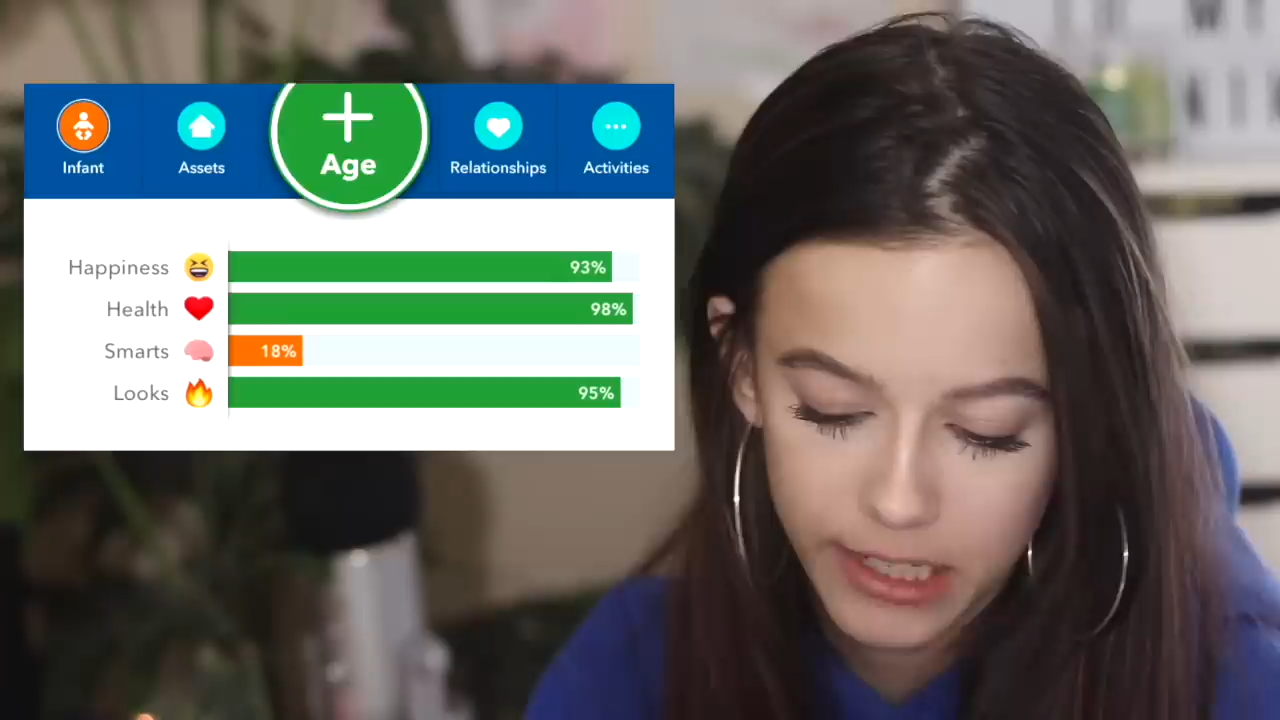 +
Age
Infant
Assets
Relationships
Activities
Happiness 93%
Health 98%
Smarts 18%
Looks 95%